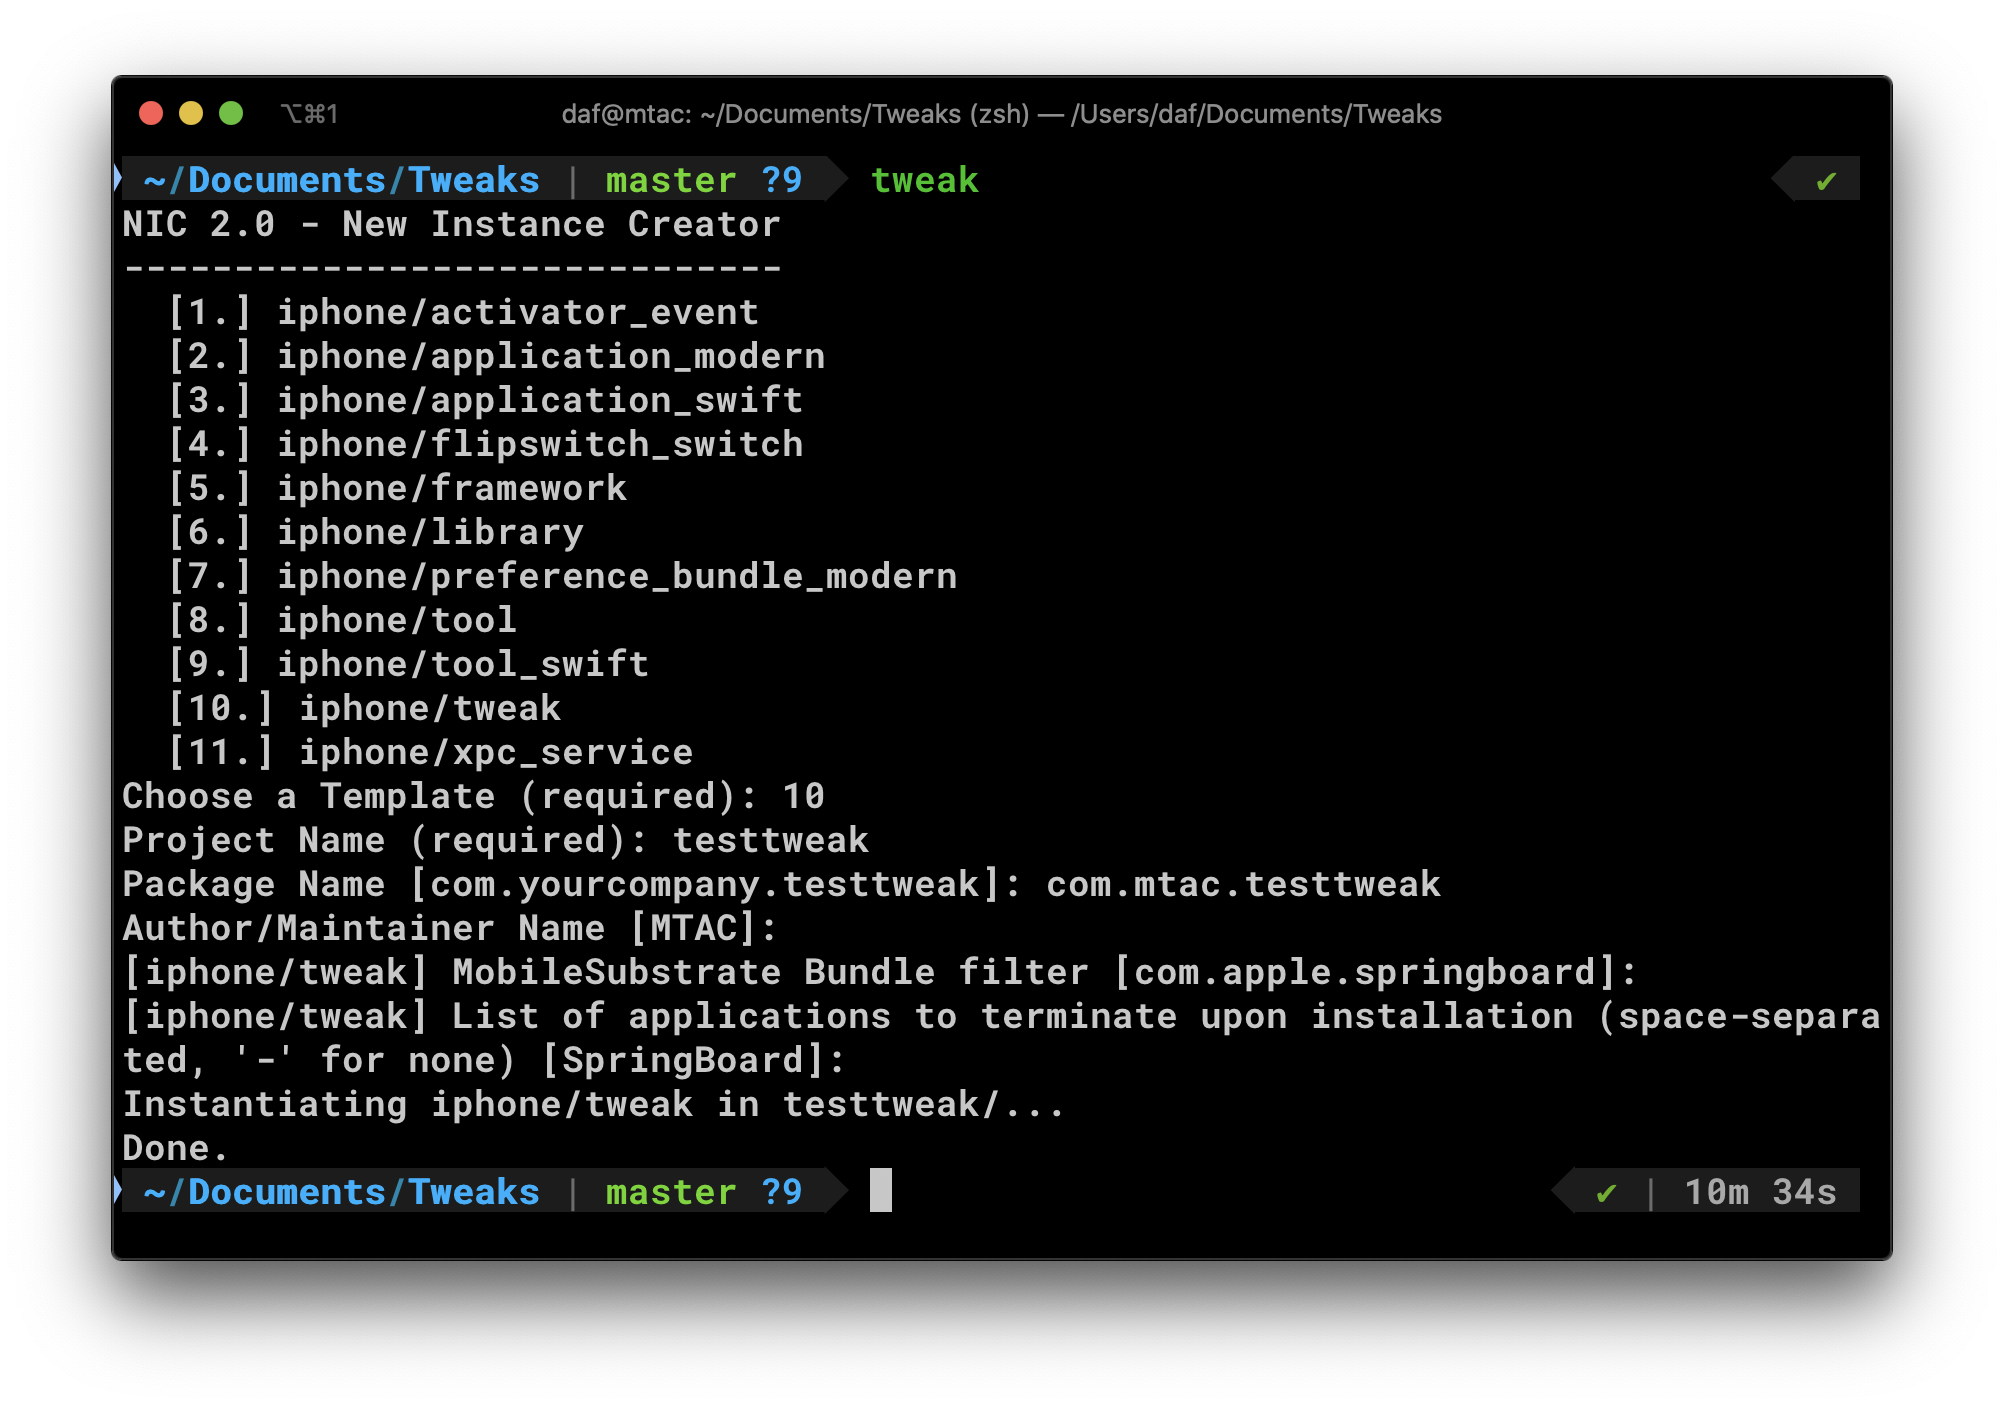 ⌥⌘1 daf@mtac: ~/Documents/Tweaks (zsh) — /Users/daf/Documents/Tweaks
~/Documents/Tweaks | master ?9 tweak ✔
NIC 2.0 - New Instance Creator
------------------------------
[1.] iphone/activator_event
[2.] iphone/application_modern
[3.] iphone/application_swift
[4.] iphone/flipswitch_switch
[5.] iphone/framework
[6.] iphone/library
[7.] iphone/preference_bundle_modern
[8.] iphone/tool
[9.] iphone/tool_swift
[10.] iphone/tweak
[11.] iphone/xpc_service
Choose a Template (required): 10
Project Name (required): testtweak
Package Name [com.yourcompany.testtweak]: com.mtac.testtweak
Author/Maintainer Name [MTAC]:
[iphone/tweak] MobileSubstrate Bundle filter [com.apple.springboard]:
[iphone/tweak] List of applications to terminate upon installation (space-separa
ted, '-' for none) [SpringBoard]:
Instantiating iphone/tweak in testtweak/...
Done.
~/Documents/Tweaks | master ?9 ✔ | 10m 34s